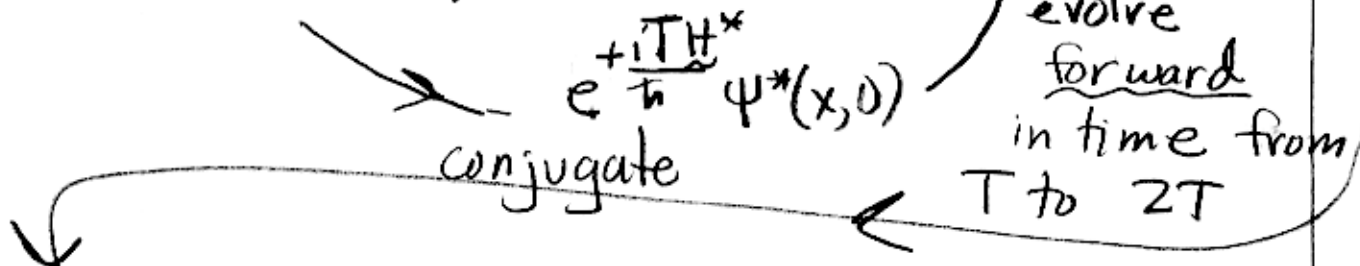 evolve
e^{+iTH^*/ħ} ψ*(x,0)
forward
in time from
conjugate
T to 2T